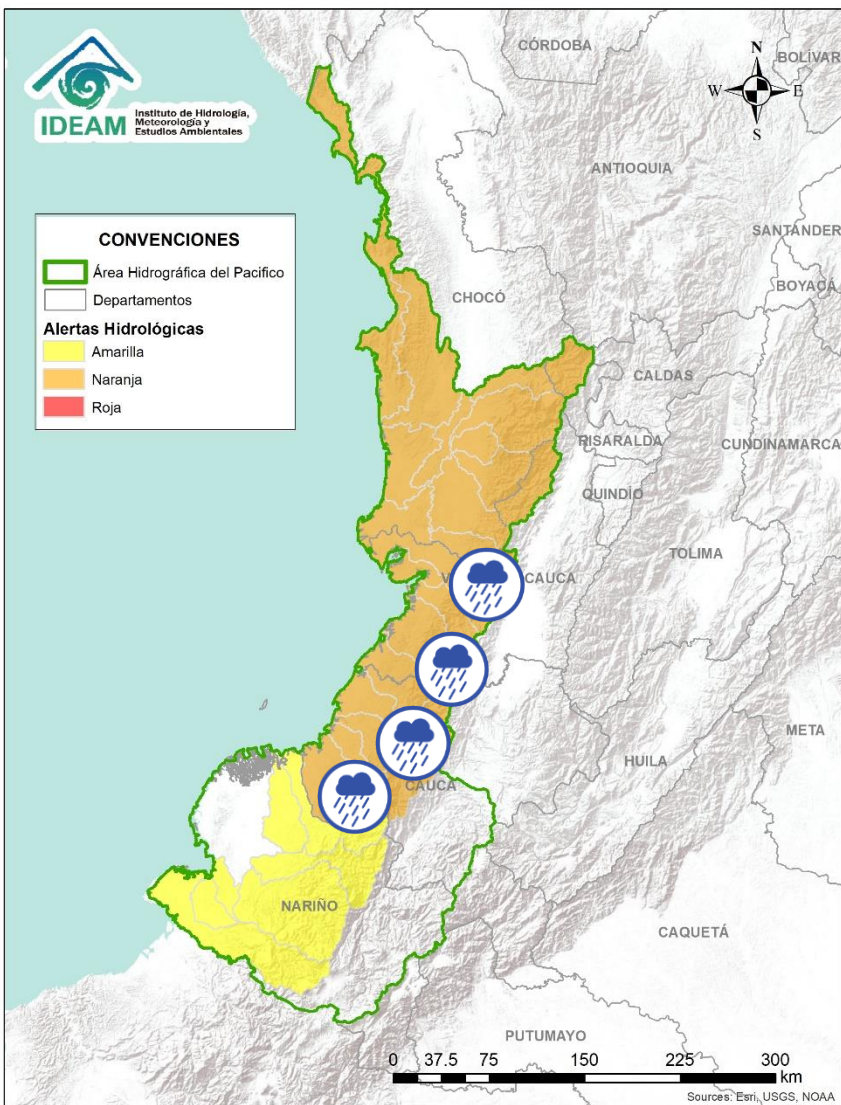 IDEAM
Instituto de Hidrología,
Meteorología y
Estudios Ambientales
N
W
E
S
CÓRDOBA
BOLÍVAR
ANTIOQUIA
SANTANDER
BOYACÁ
CHOCÓ
CALDAS
RISARALDA
CUNDINAMARCA
QUINDÍO
TOLIMA
CAUCA
META
HUILA
CAUCA
NARIÑO
CAQUETÁ
PUTUMAYO
CONVENCIONES
Área Hidrográfica del Pacifico
Departamentos
Alertas Hidrológicas
Amarilla
Naranja
Roja
0 37.5 75 150 225 300
km
Sources: Esri, USGS, NOAA